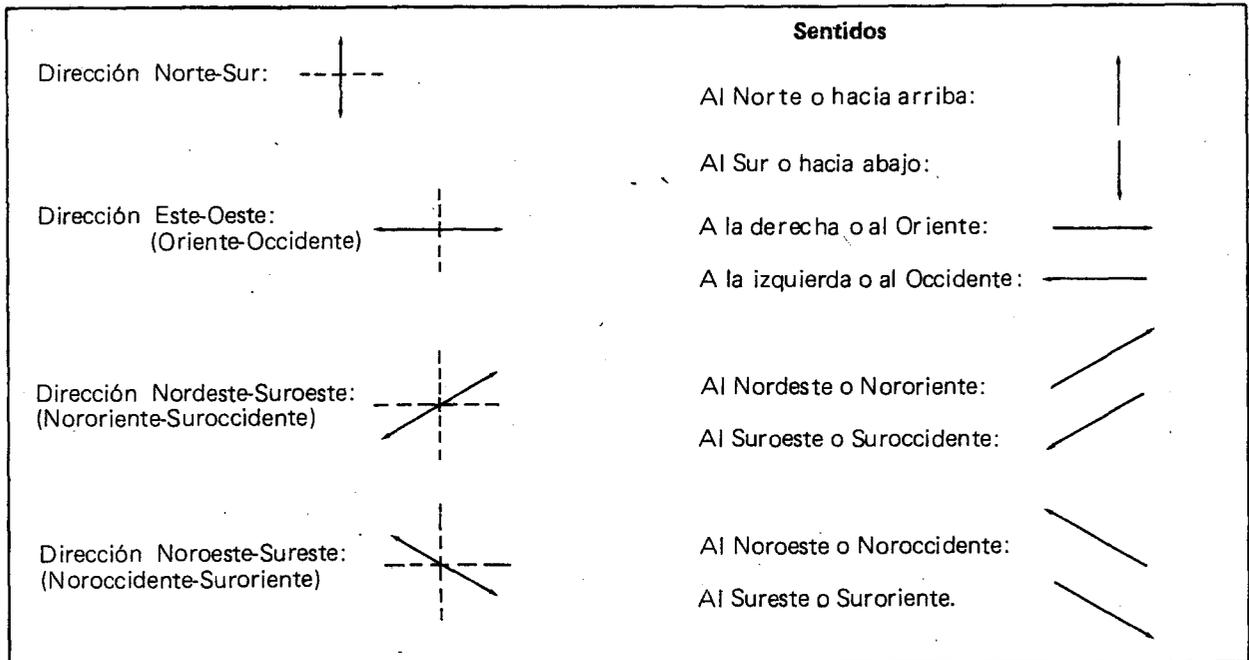 Sentidos
Dirección Norte-Sur:
Al Norte o hacia arriba:
Al Sur o hacia abajo:
Dirección Este-Oeste:
(Oriente-Occidente)
A la derecha o al Oriente:
A la izquierda o al Occidente:
Dirección Nordeste-Suroeste:
(Nororiente-Suroccidente)
Al Nordeste o Nororiente:
Al Suroeste o Suroccidente:
Dirección Noroeste-Sureste:
(Noroccidente-Suroriente)
Al Noroeste o Noroccidente:
Al Sureste o Suroriente.